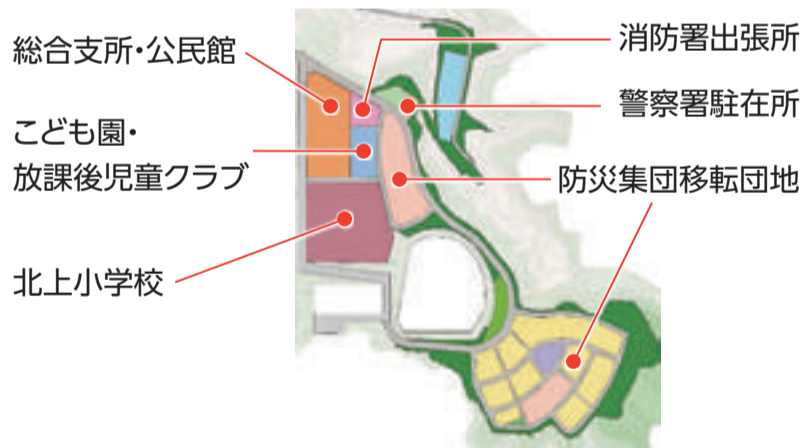 総合支所・公民館
こども園・
放課後児童クラブ
北上小学校
消防署出張所
警察署駐在所
防災集団移転団地